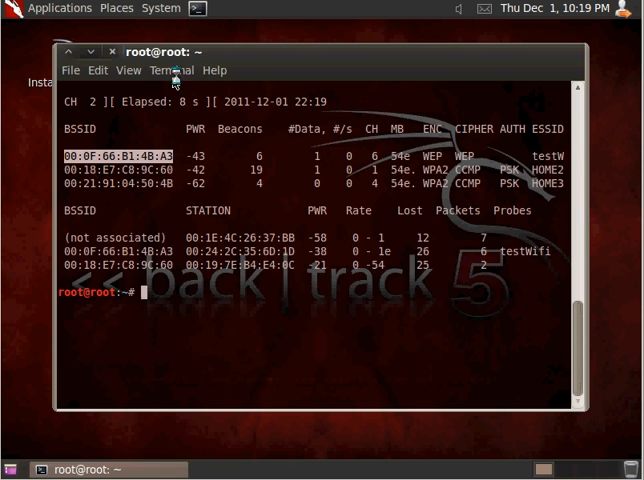 Applications Places System Thu Dec 1, 10:19 PM
root@root: ~
File Edit View Terminal Help
Insta
CH 2 ][ Elapsed: 8 s ][ 2011-12-01 22:19
BSSID PWR Beacons #Data, #/s CH MB ENC CIPHER AUTH ESSID
00:0F:66:B1:4B:A3 -43 6 1 0 6 54e WEP WEP testW
00:18:E7:C8:9C:60 -42 19 1 0 1 54e. WPA2 CCMP PSK HOME2
00:21:91:04:50:4B -62 4 0 0 4 54e. WPA2 CCMP PSK HOME3
BSSID STATION PWR Rate Lost Packets Probes
(not associated) 00:1E:4C:26:37:BB -58 0 - 1 12 7
00:0F:66:B1:4B:A3 00:24:2C:35:6D:1D -38 0 - 1e 26 6 testWifi
00:18:E7:C8:9C:60 00:19:7E:B4:E4:0C -21 0 -54 25 2
root@root:~#
<< back | track 5
root@root: ~